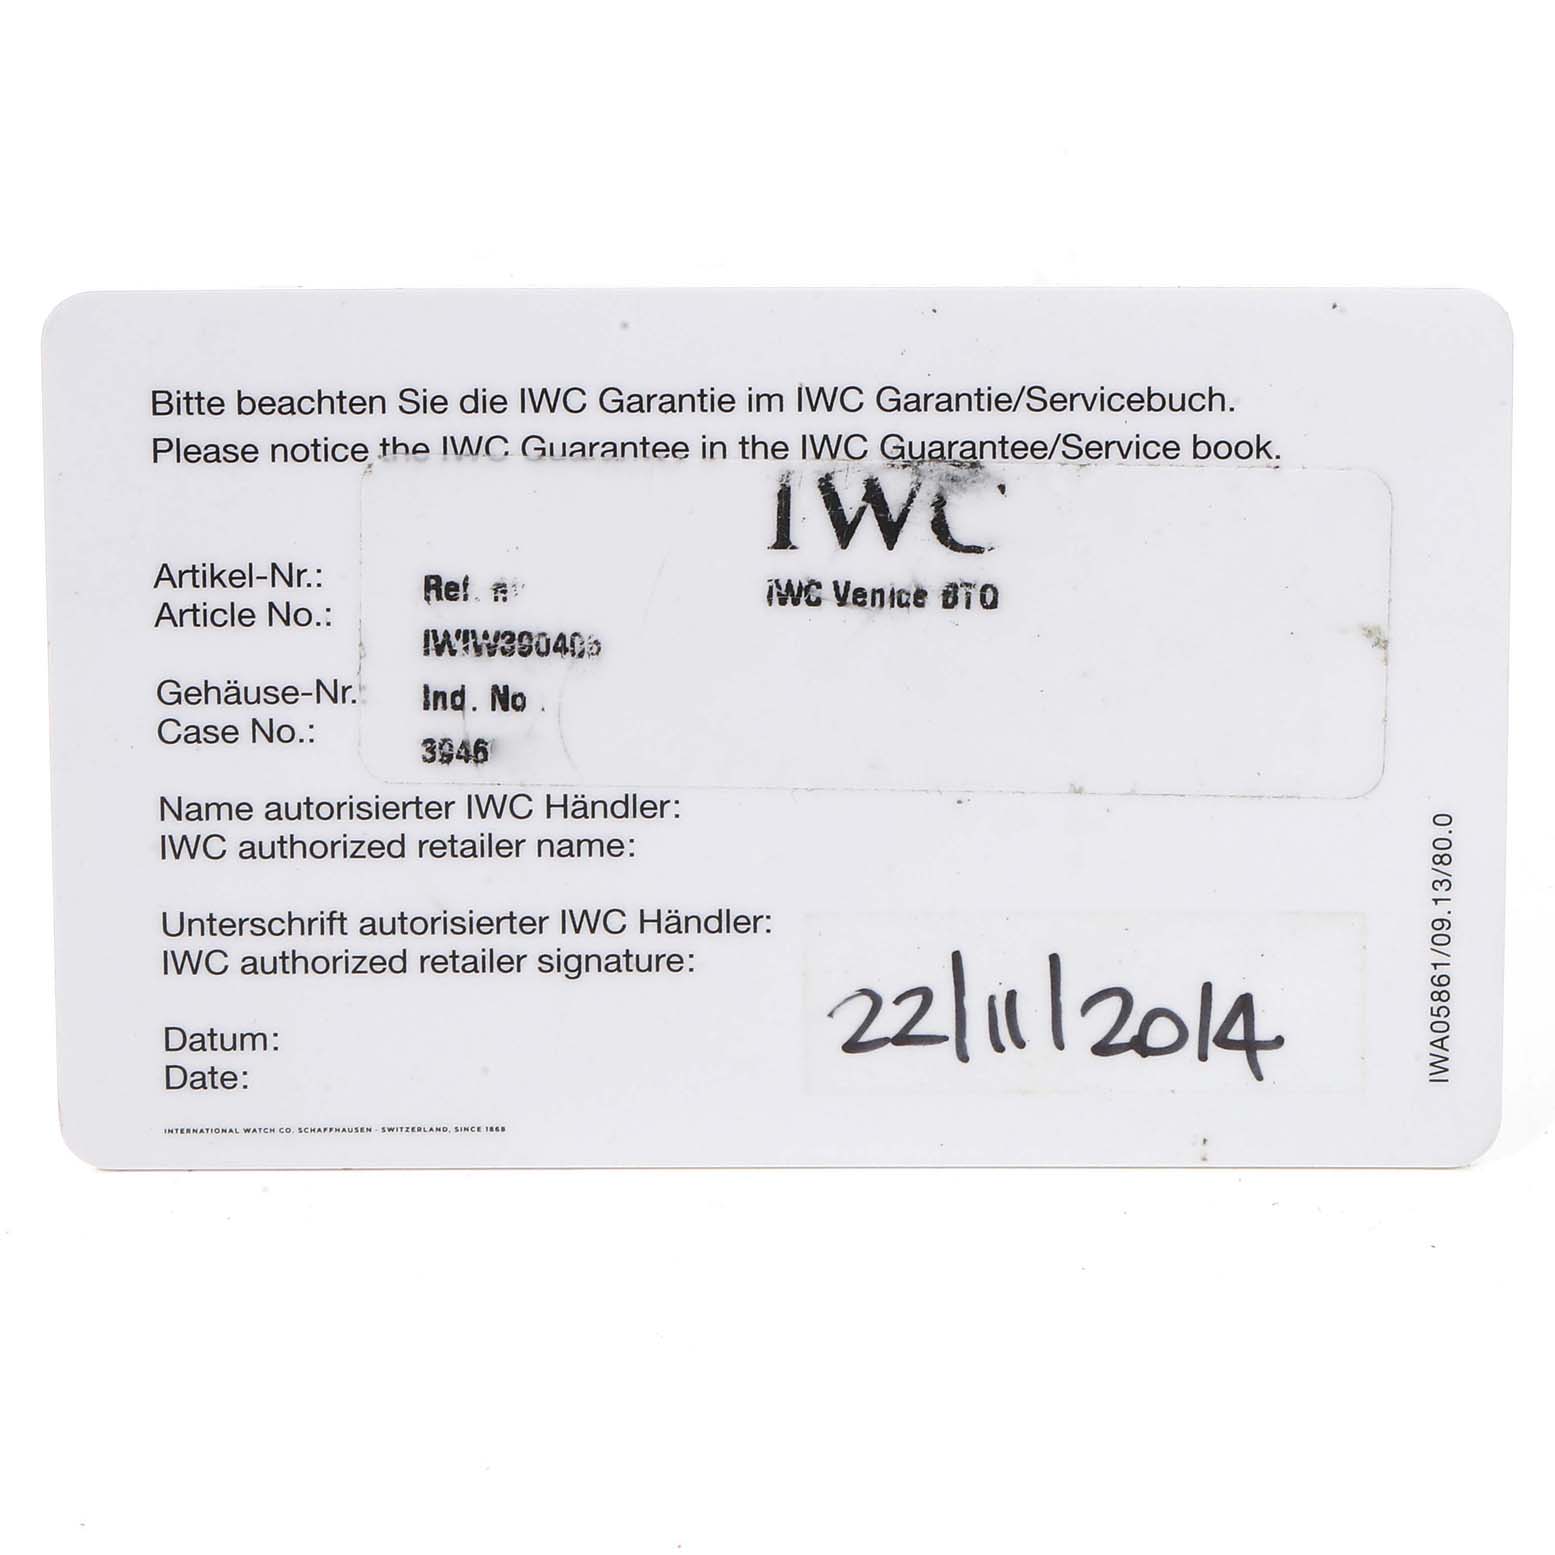 Bitte beachten Sie die IWC Garantie im IWC Garantie/Servicebuch.
Please notice the IWC Guarantee in the IWC Guarantee/Service book.
IWC
Artikel-Nr.:
Article No.:
Ref.
IWC Venice BTQ
Gehäuse-Nr.:
Case No.:
Ind. No.
3946
Name autorisierter IWC Händler:
IWC authorized retailer name:
Unterschrift autorisierter IWC Händler:
IWC authorized retailer signature:
Datum:
Date:
22/11/2014
INTERNATIONAL WATCH CO. SCHAFFHAUSEN - SWITZERLAND, SINCE 1868
IWA05861/09.13/80.0